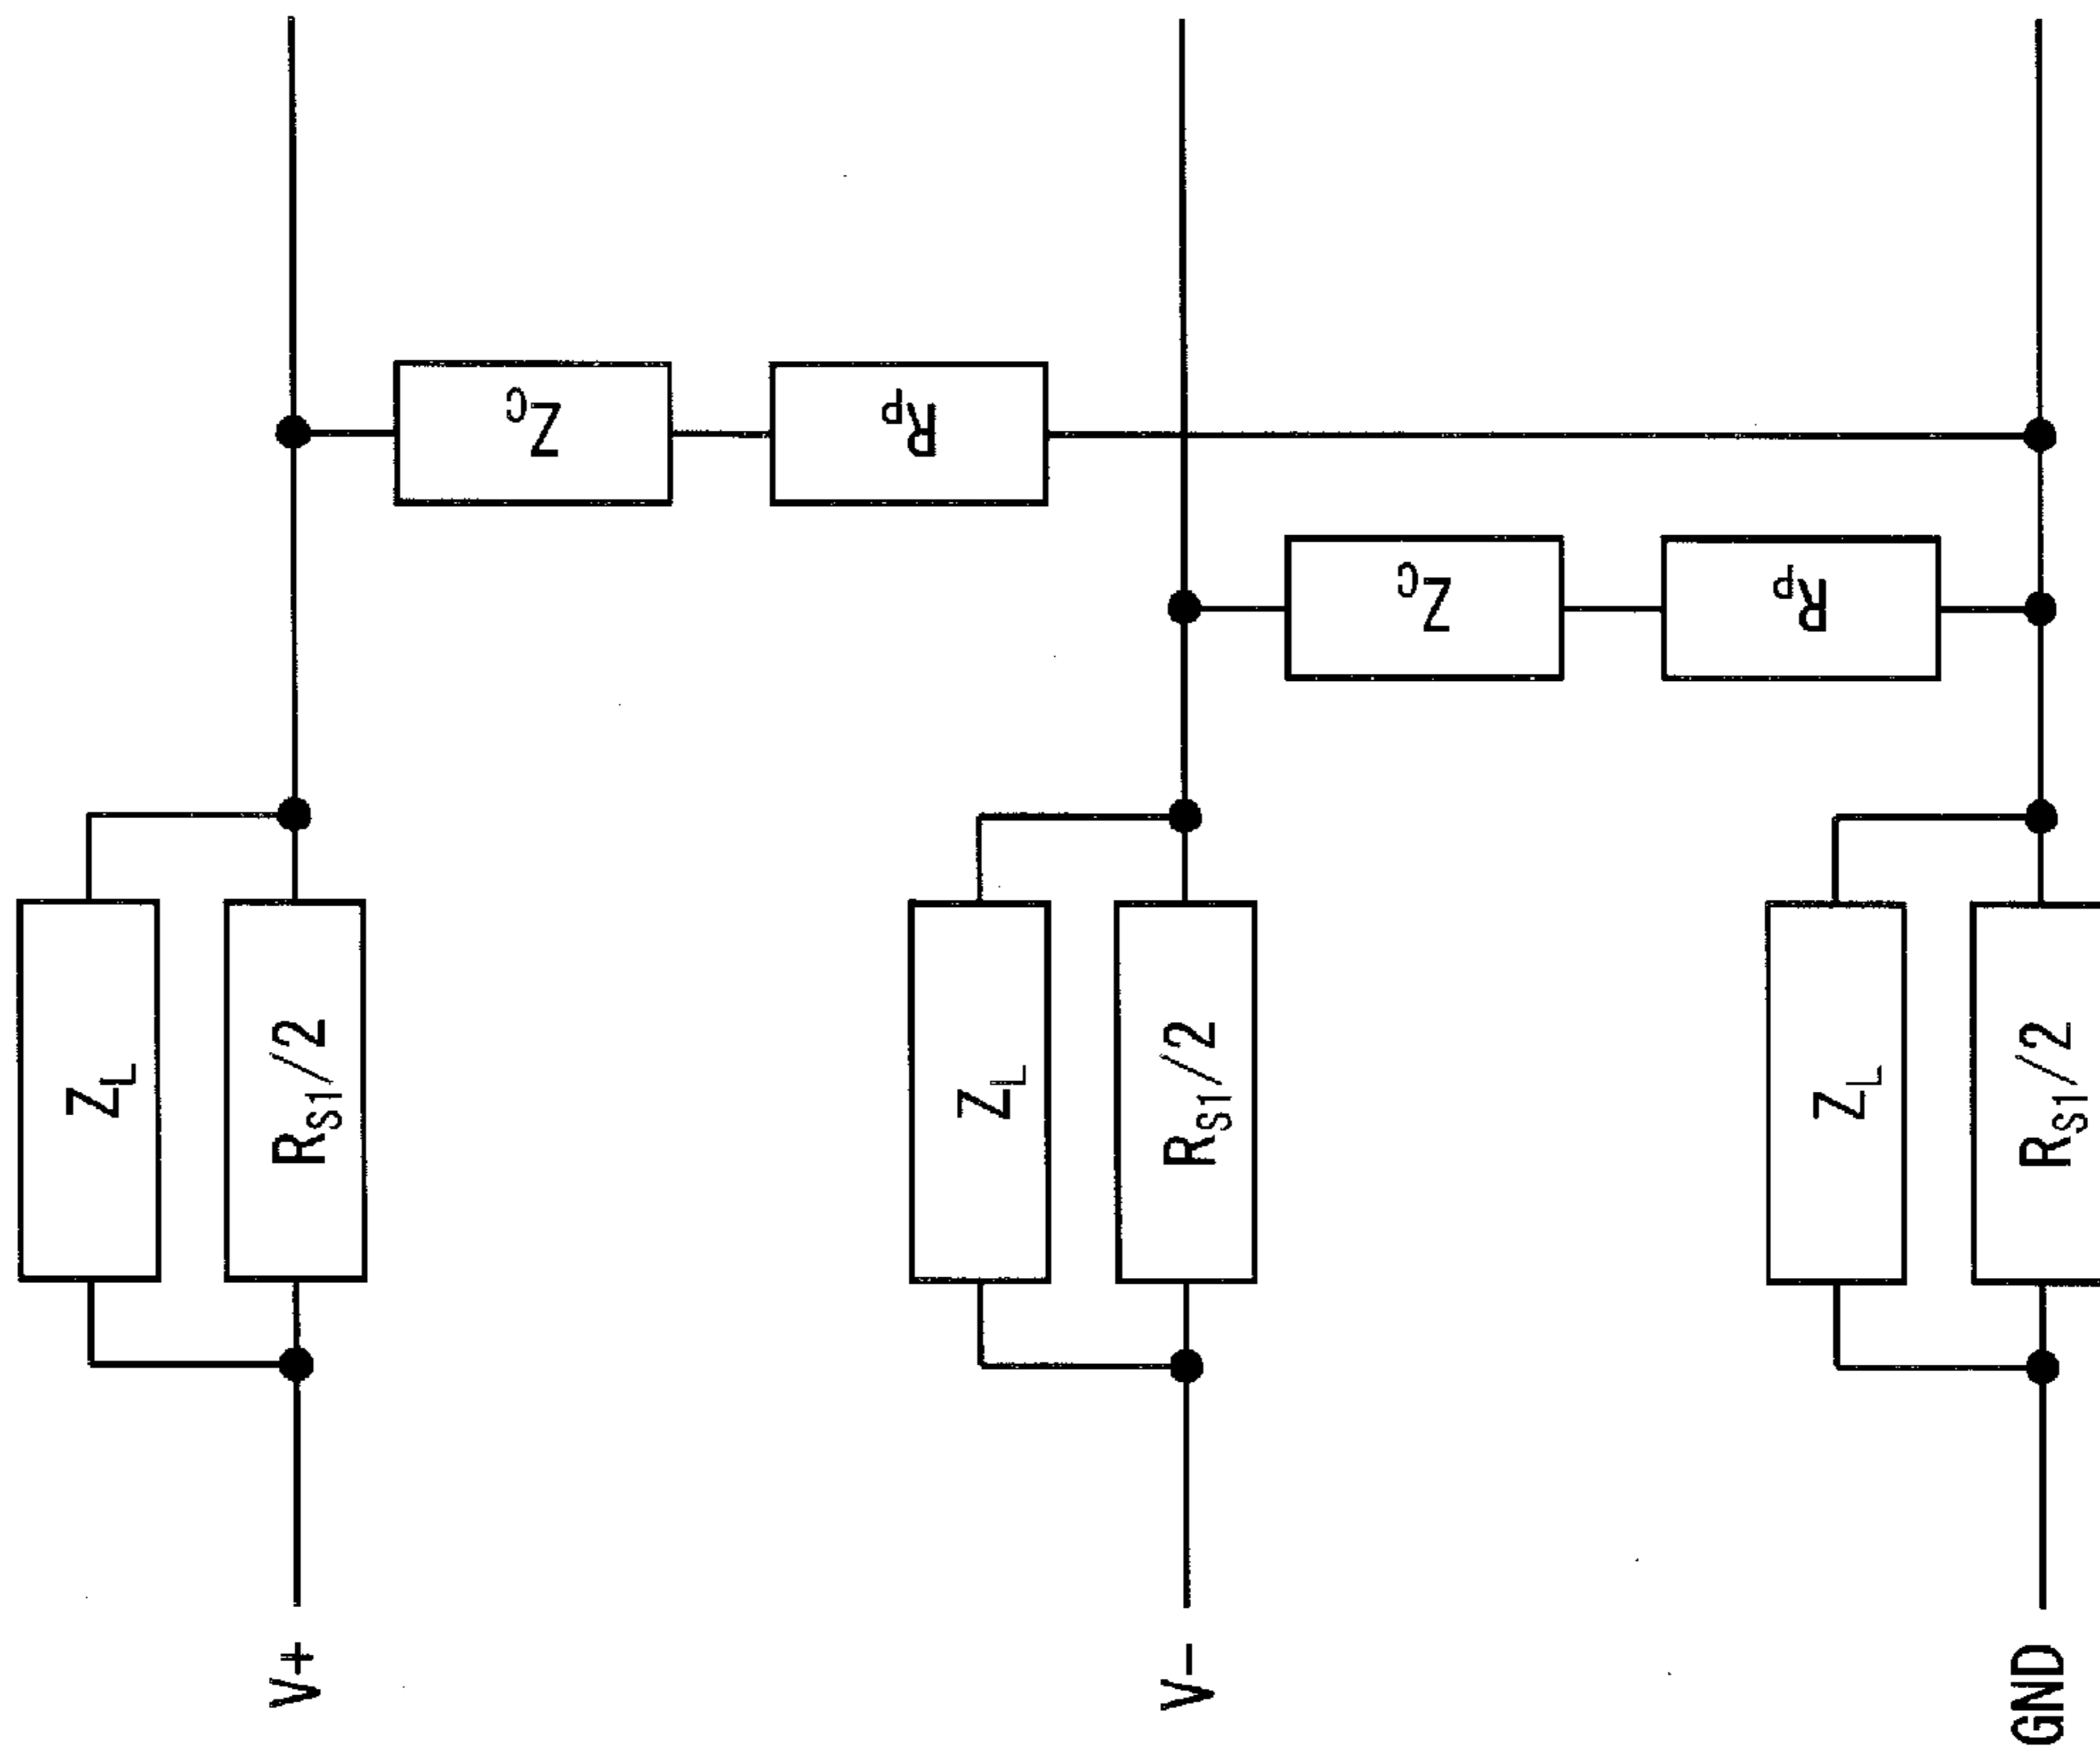 Z_L
R_S1/2
V+
Z_C
R_P
Z_L
R_S1/2
V-
Z_C
R_P
Z_L
R_S1/2
GND